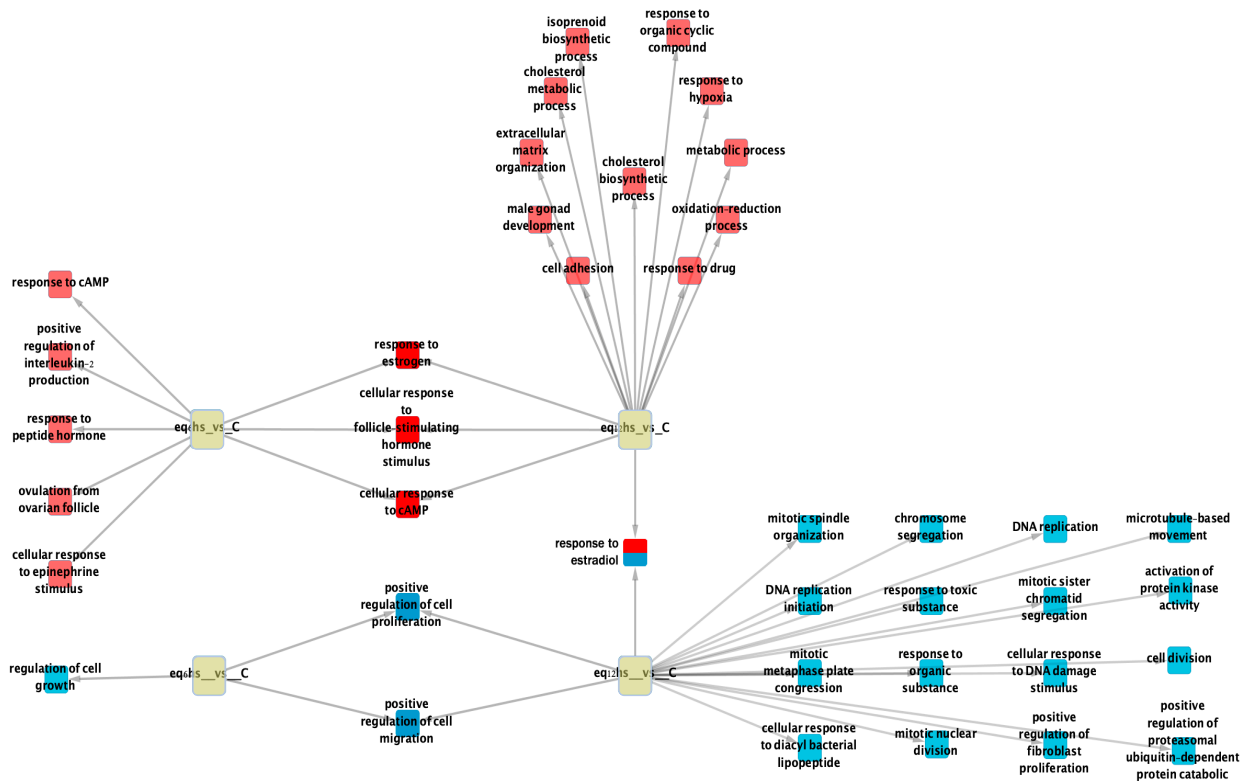 isoprenoid
biosynthetic
process
response to
organic cyclic
compound
cholesterol
metabolic
process
response to
hypoxia
extracellular
matrix
organization
metabolic process
cholesterol
biosynthetic
process
male gonad
development
oxidation-reduction
process
cell adhesion
response to drug
response to cAMP
positive
regulation of
interleukin-2
production
response to
peptide hormone
ovulation from
ovarian follicle
cellular response
to epinephrine
stimulus
response to
estrogen
cellular response
to
follicle-stimulating
hormone
stimulus
cellular response
to cAMP
eq6hs_vs_C
eq12hs_vs_C
response to
estradiol
positive
regulation of cell
proliferation
regulation of cell
growth
eq6hs__vs__C
eq12hs__vs__C
positive
regulation of cell
migration
mitotic spindle
organization
chromosome
segregation
DNA replication
microtubule-based
movement
DNA replication
initiation
response to toxic
substance
mitotic sister
chromatid
segregation
activation of
protein kinase
activity
mitotic
metaphase plate
congression
response to
organic
substance
cellular response
to DNA damage
stimulus
cell division
cellular response
to diacyl bacterial
lipopeptide
mitotic nuclear
division
positive
regulation of
fibroblast
proliferation
positive
regulation of
proteasomal
ubiquitin-dependent
protein catabolic